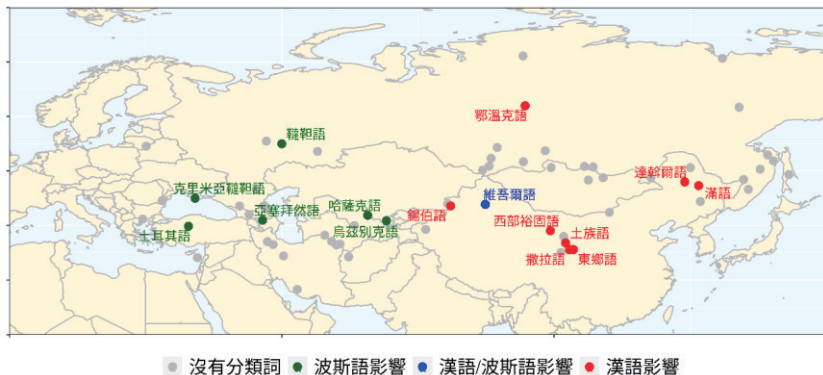 鄂溫克語
韃靼語
達斡爾語
滿語
克里米亞韃靼語
哈薩克語
維吾爾語
錫伯語
亞塞拜然語
西部裕固語
土耳其語
烏茲別克語
土族語
撒拉語
東鄉語
沒有分類詞
波斯語影響
漢語/波斯語影響
漢語影響